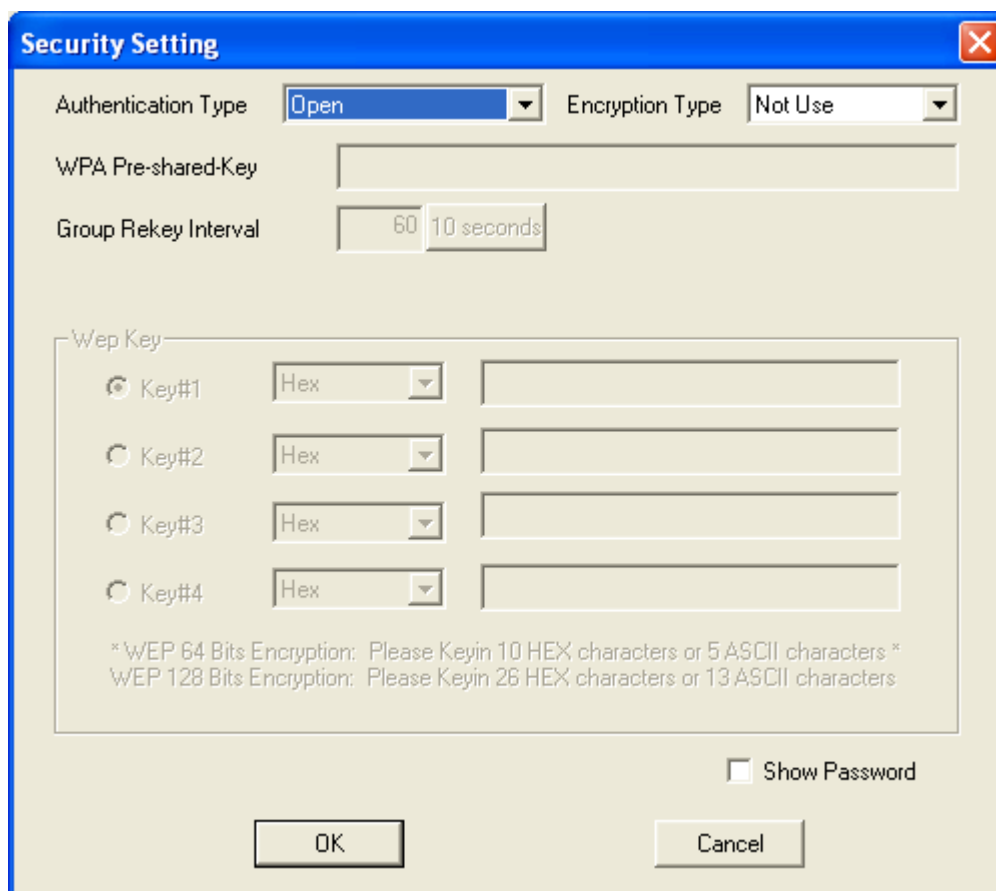 Security Setting
Authentication Type Open Encryption Type Not Use
WPA Pre-shared-Key
Group Rekey Interval 60 10 seconds
Wep Key
Key#1 Hex
Key#2 Hex
Key#3 Hex
Key#4 Hex
* WEP 64 Bits Encryption: Please Keyin 10 HEX characters or 5 ASCII characters *
WEP 128 Bits Encryption: Please Keyin 26 HEX characters or 13 ASCII characters
Show Password
OK Cancel